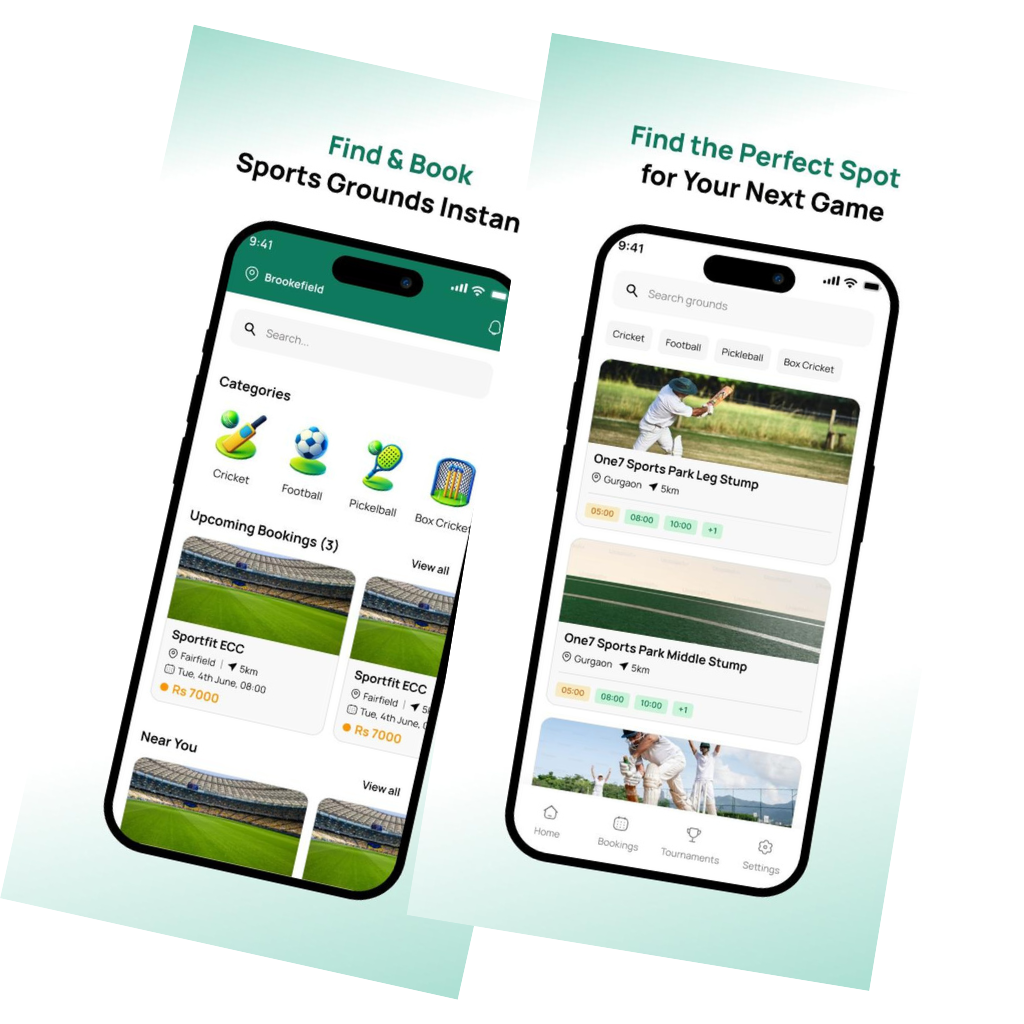 Find & Book
Sports Grounds Instan
9:41
Brookefield
Search...
Categories
Cricket
Football
Pickelball
Box Cricket
Upcoming Bookings (3)
View all
Sportfit ECC
Fairfield | 5km
Tue, 4th June, 08:00
Rs 7000
Sportfit ECC
Fairfield | 5k
Tue, 4th June, 0
Rs 7000
Near You
View all
Find the Perfect Spot
for Your Next Game
9:41
Search grounds
Cricket
Football
Pickleball
Box Cricket
One7 Sports Park Leg Stump
Gurgaon 5km
05:00 08:00 10:00 +1
One7 Sports Park Middle Stump
Gurgaon 5km
05:00 08:00 10:00 +1
Home
Bookings
Tournaments
Settings